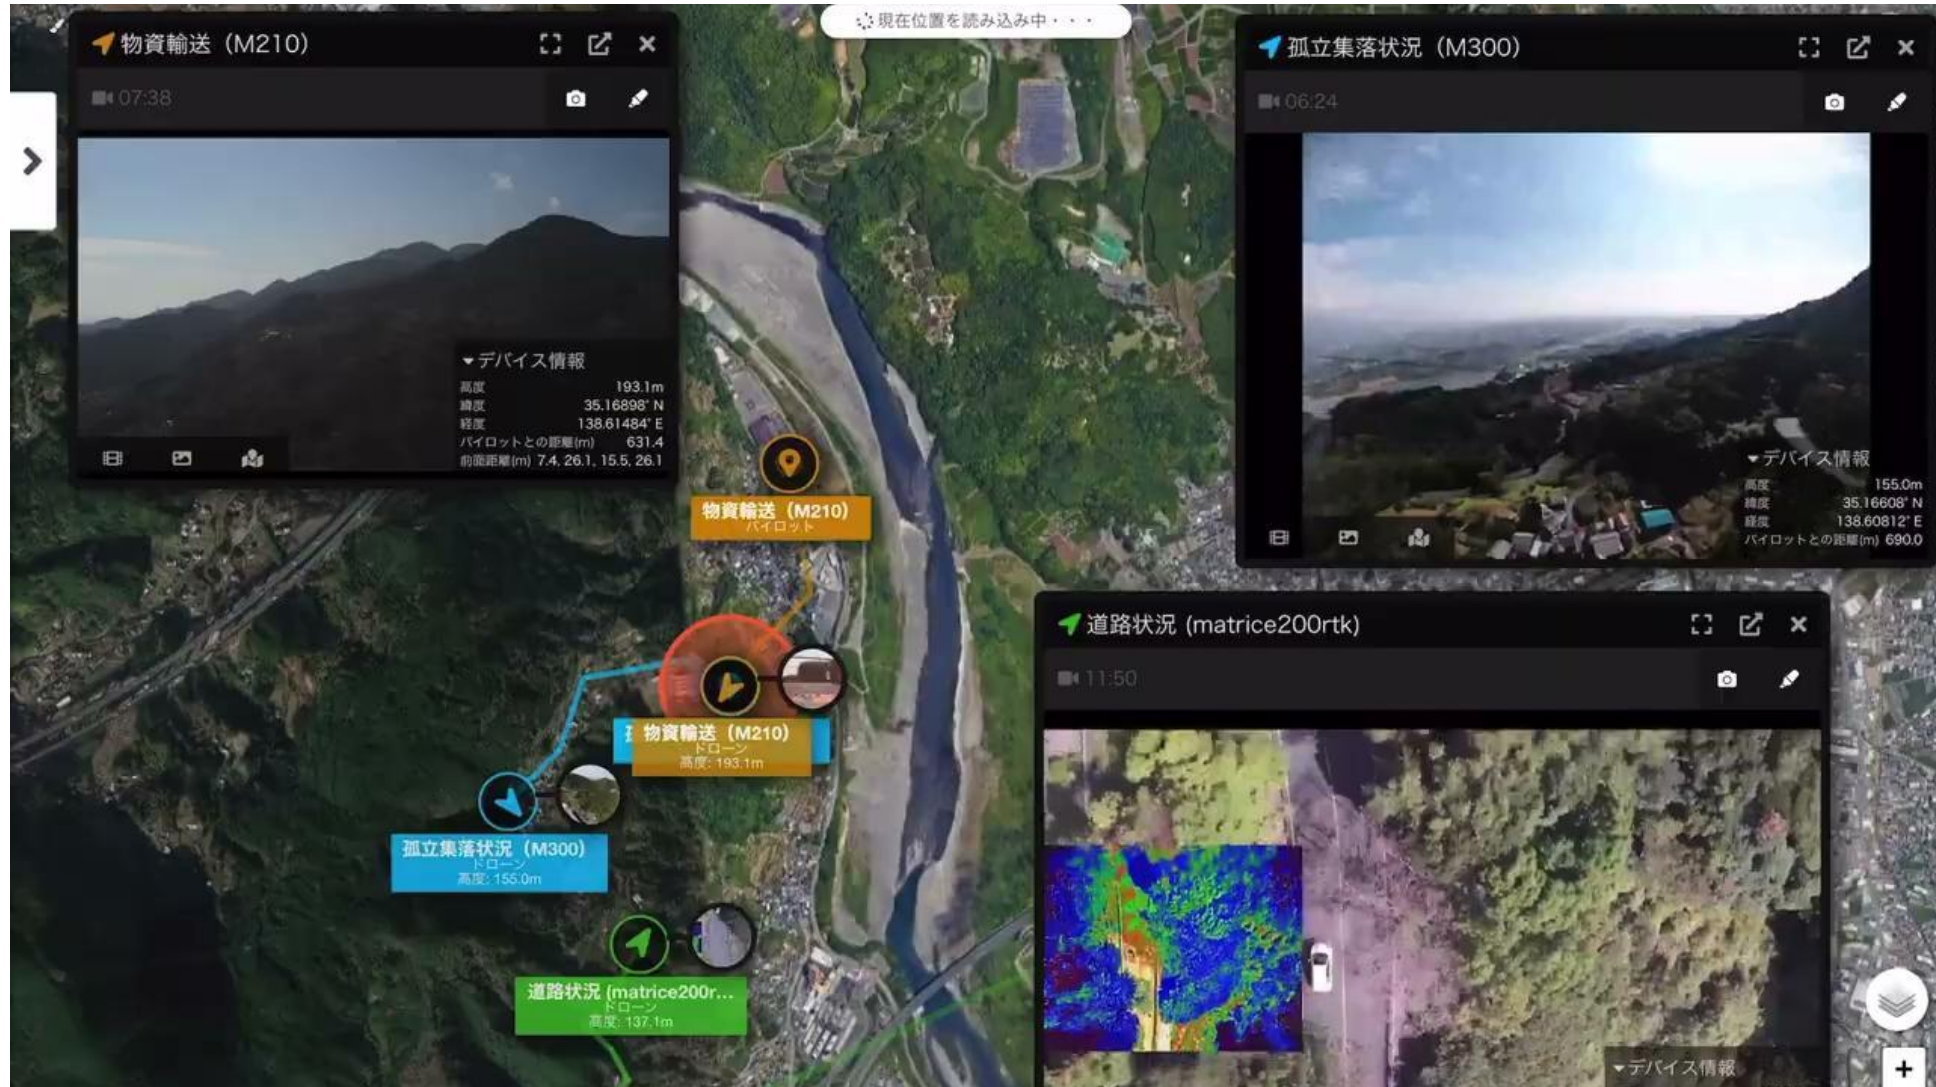 現在位置を読み込み中・・・
物資輸送（M210）
07:38
デバイス情報
高度 193.1m
緯度 35.16898° N
経度 138.61484° E
パイロットとの距離(m) 631.4
前面距離(m) 7.4, 26.1, 15.5, 26.1
孤立集落状況（M300）
06:24
デバイス情報
高度 155.0m
緯度 35.16608° N
経度 138.60812° E
パイロットとの距離(m) 690.0
物資輸送（M210）
パイロット
物資輸送（M210）
ドローン
高度: 193.1m
孤立集落状況（M300）
ドローン
高度: 155.0m
道路状況 (matrice200r...
ドローン
高度: 137.1m
道路状況 (matrice200rtk)
11:50
デバイス情報